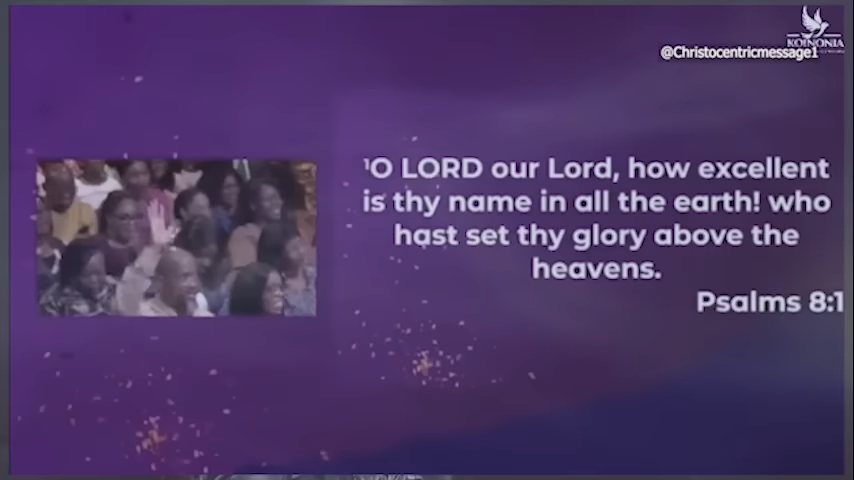 KOINONIA
@Christocentricmessage1
¹O LORD our Lord, how excellent
is thy name in all the earth! who
hast set thy glory above the
heavens.
Psalms 8:1